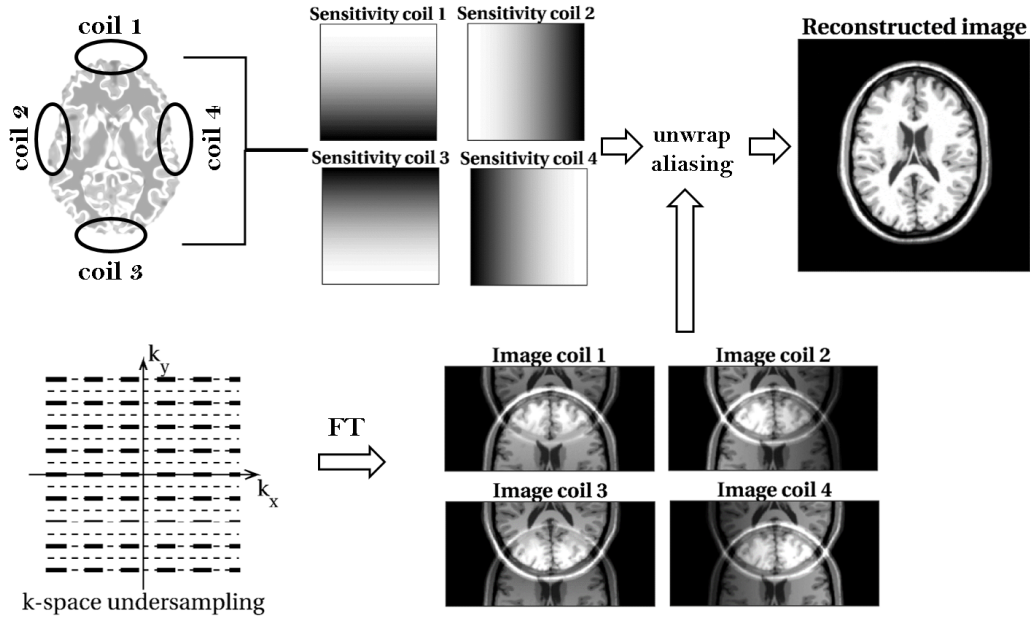 coil 1
coil 2
coil 4
coil 3
Sensitivity coil 1
Sensitivity coil 2
Sensitivity coil 3
Sensitivity coil 4
unwrap
aliasing
Reconstructed image
k_y
k_x
k-space undersampling
FT
Image coil 1
Image coil 2
Image coil 3
Image coil 4